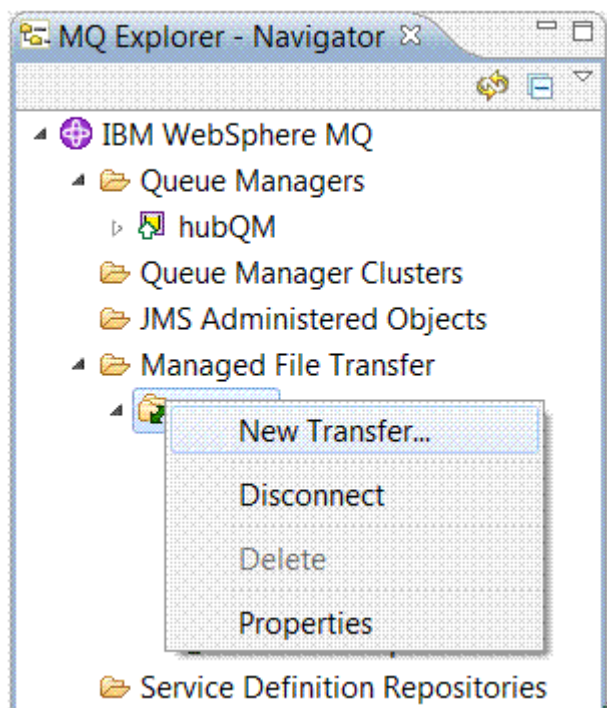 MQ Explorer - Navigator
IBM WebSphere MQ
Queue Managers
hubQM
Queue Manager Clusters
JMS Administered Objects
Managed File Transfer
New Transfer...
Disconnect
Delete
Properties
Service Definition Repositories